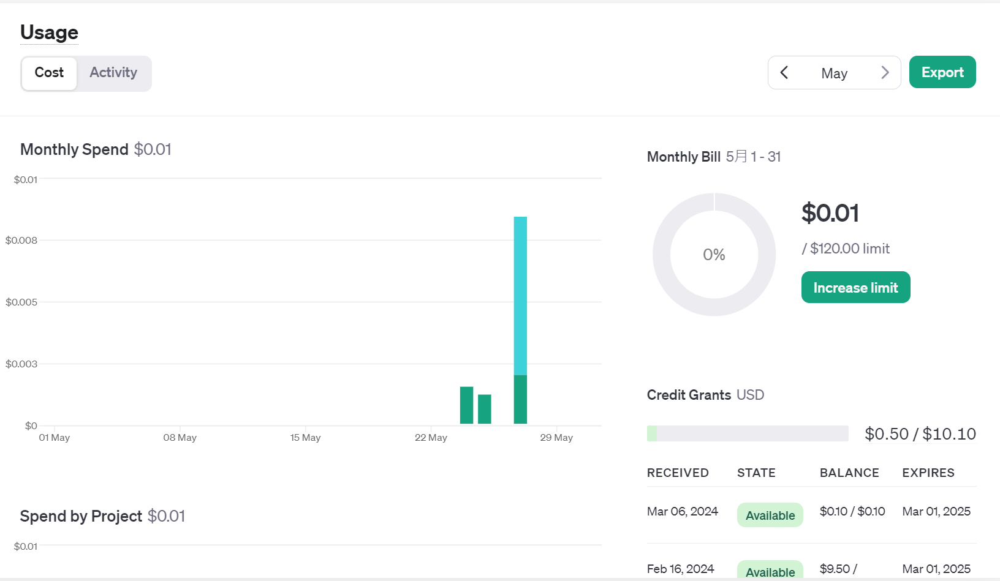 Usage
Cost Activity
May
Export
Monthly Spend $0.01
$0.01
$0.008
$0.005
$0.003
$0
01 May 08 May 15 May 22 May 29 May
Spend by Project $0.01
$0.01
Monthly Bill 5月 1 - 31
0%
$0.01
/ $120.00 limit
Increase limit
Credit Grants USD
$0.50 / $10.10
RECEIVED STATE BALANCE EXPIRES
Mar 06, 2024 Available $0.10 / $0.10 Mar 01, 2025
Feb 16, 2024 Available $9.50 / Mar 01, 2025